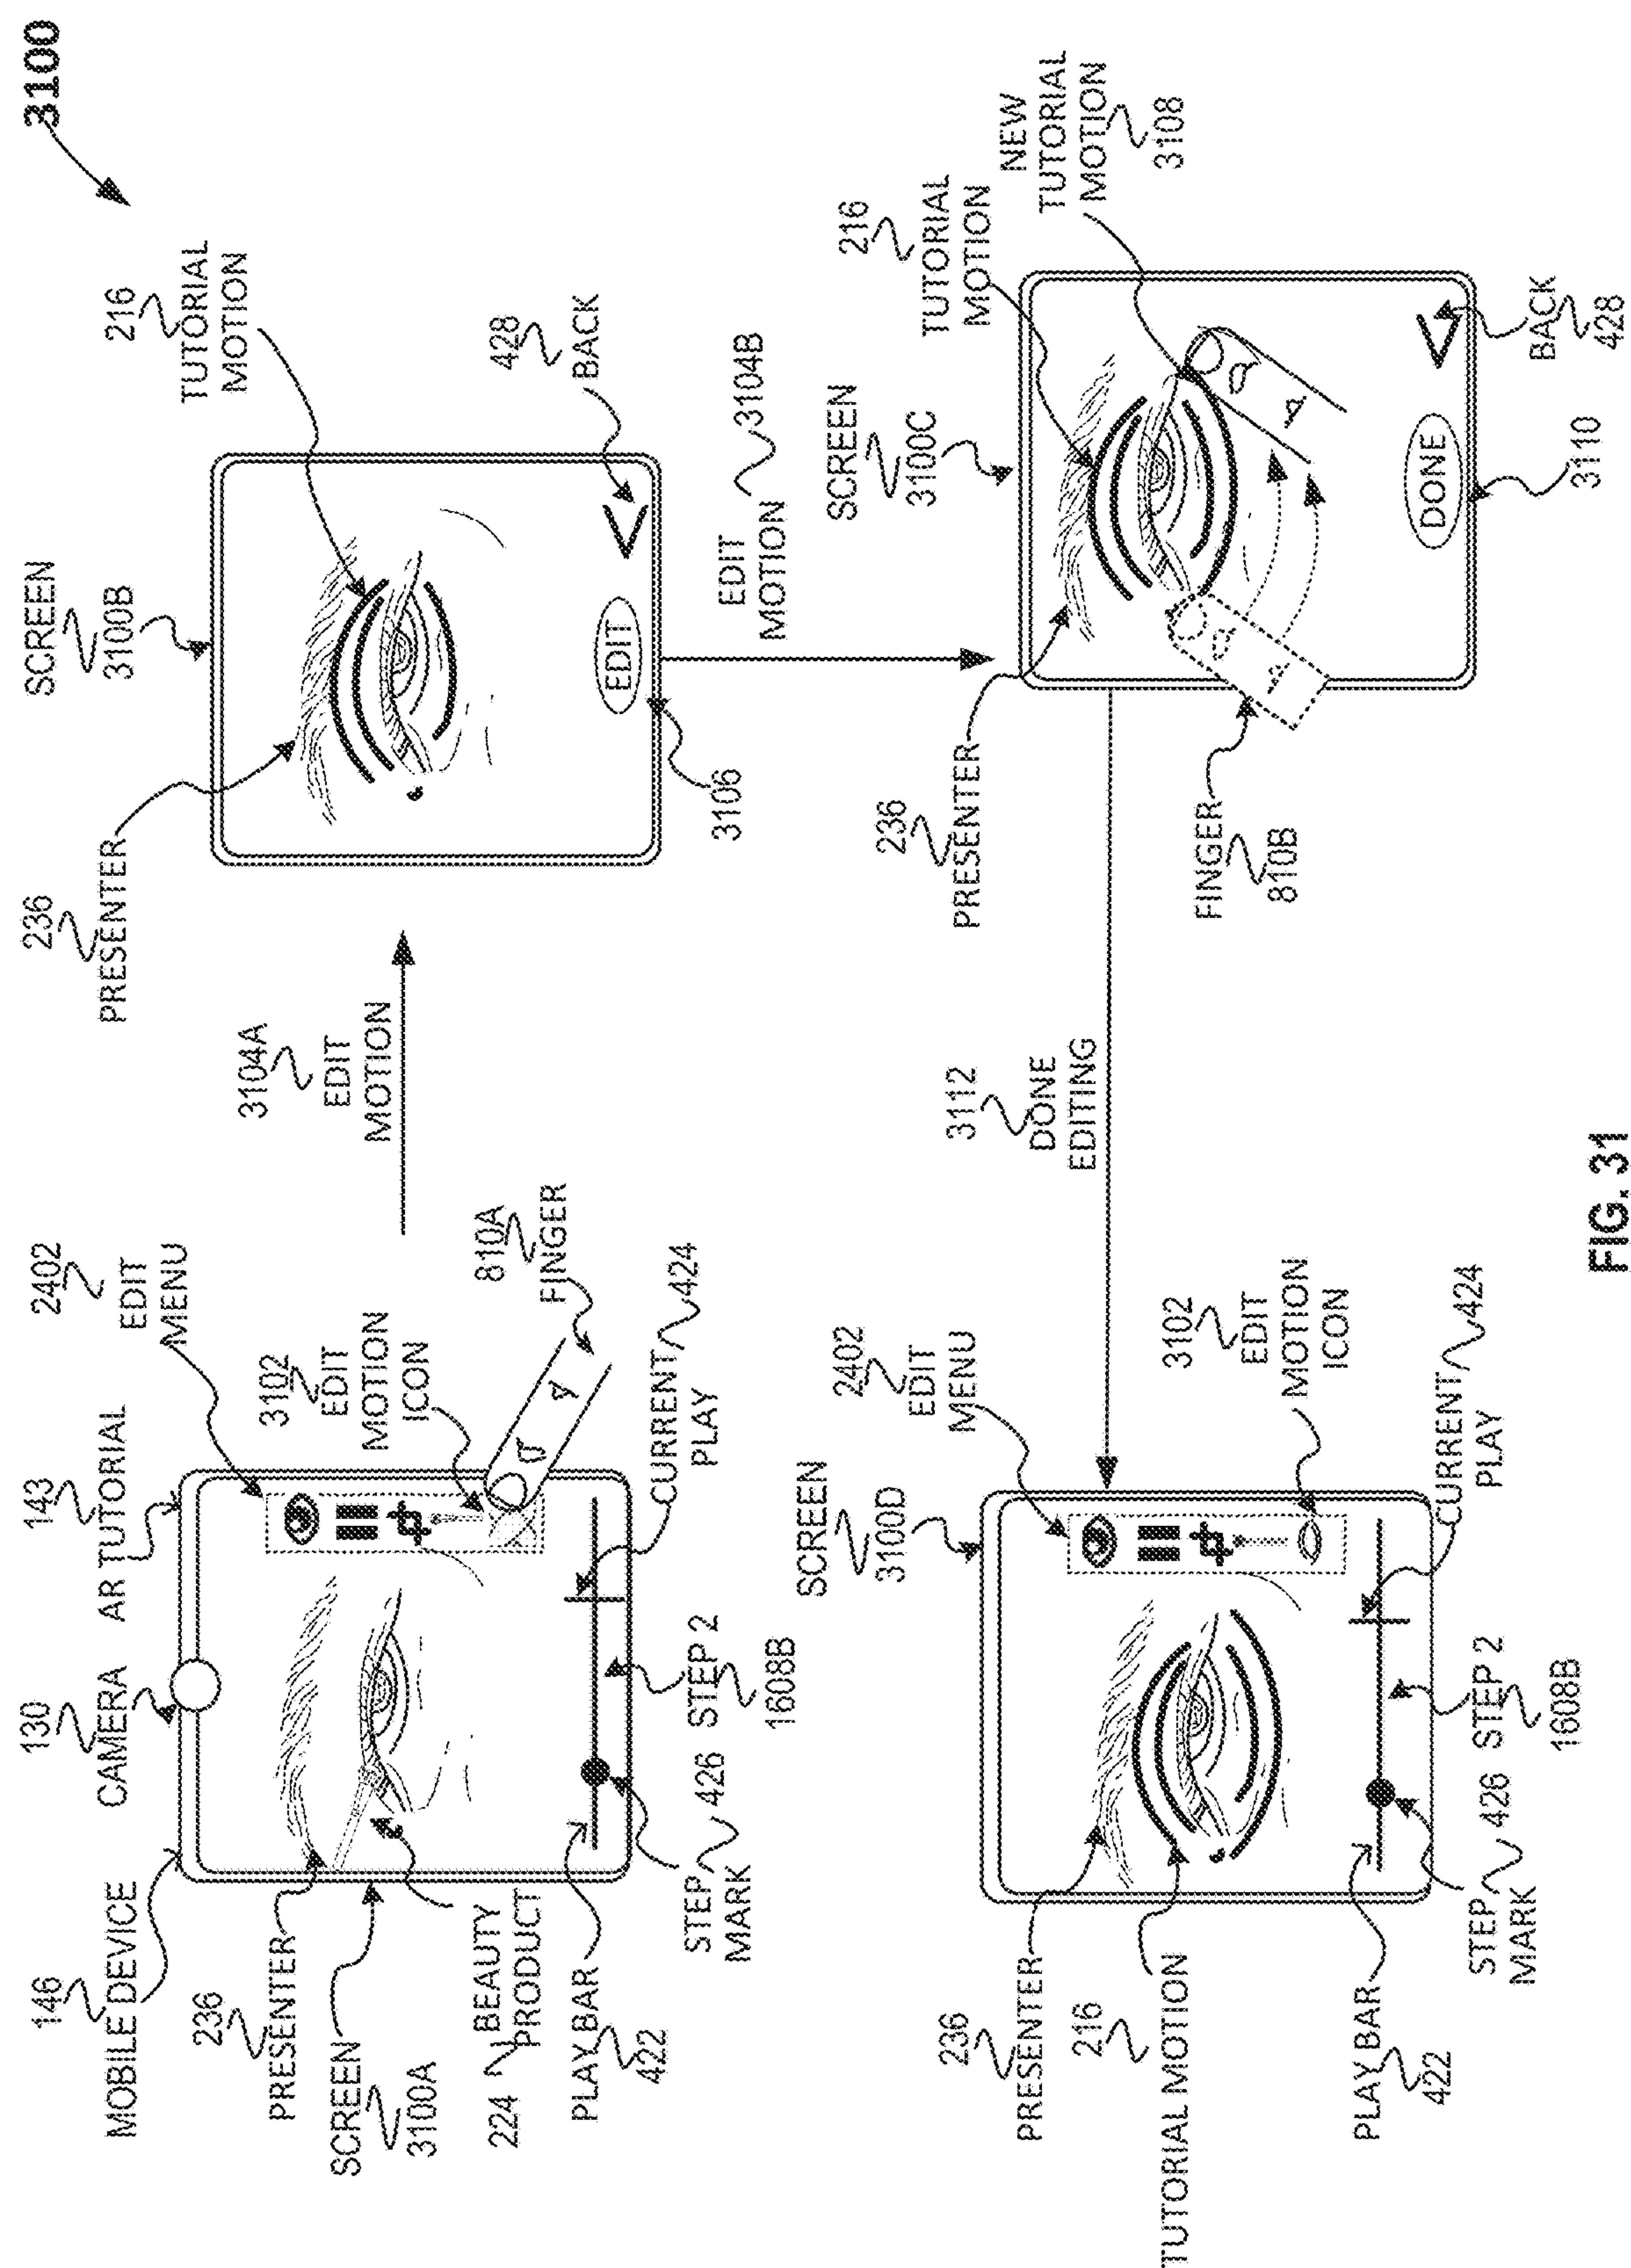 3100
146
MOBILE DEVICE
130
CAMERA
143
AR TUTORIAL
2402
EDIT
MENU
236
PRESENTER
SCREEN
3100A
3102
EDIT
MOTION
ICON
810A
FINGER
224
BEAUTY
PRODUCT
PLAY BAR
422
STEP
MARK
426
STEP 2
1608B
CURRENT
PLAY
424
3104A
EDIT
MOTION
SCREEN
3100B
236
PRESENTER
216
TUTORIAL
MOTION
428
BACK
EDIT
3106
EDIT
MOTION
3104B
SCREEN
3100C
216
TUTORIAL
MOTION
NEW
TUTORIAL
MOTION
3108
236
PRESENTER
FINGER
810B
DONE
3110
BACK
428
3112
DONE
EDITING
SCREEN
3100D
2402
EDIT
MENU
3102
EDIT
MOTION
ICON
236
PRESENTER
216
TUTORIAL MOTION
PLAY BAR
422
STEP
MARK
426
STEP 2
1608B
CURRENT
PLAY
424
FIG. 31